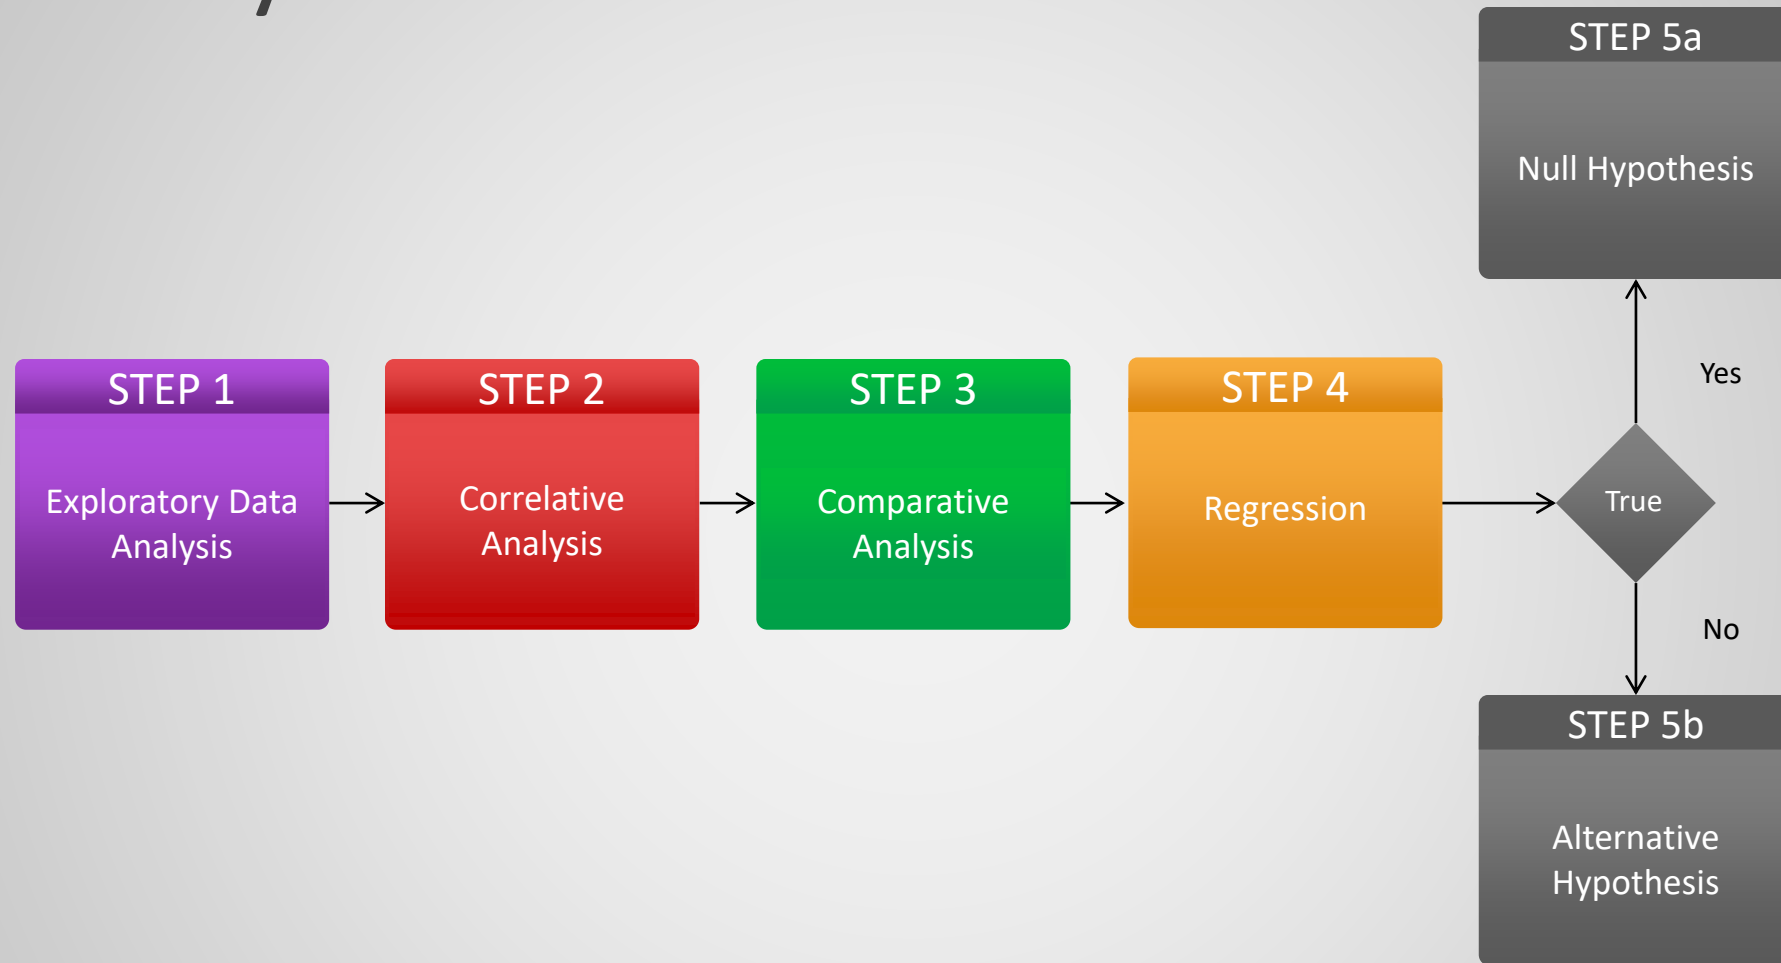 STEP 5a
Null Hypothesis
Yes
STEP 1
Exploratory Data
Analysis
STEP 2
Correlative
Analysis
STEP 3
Comparative
Analysis
STEP 4
Regression
True
No
STEP 5b
Alternative
Hypothesis